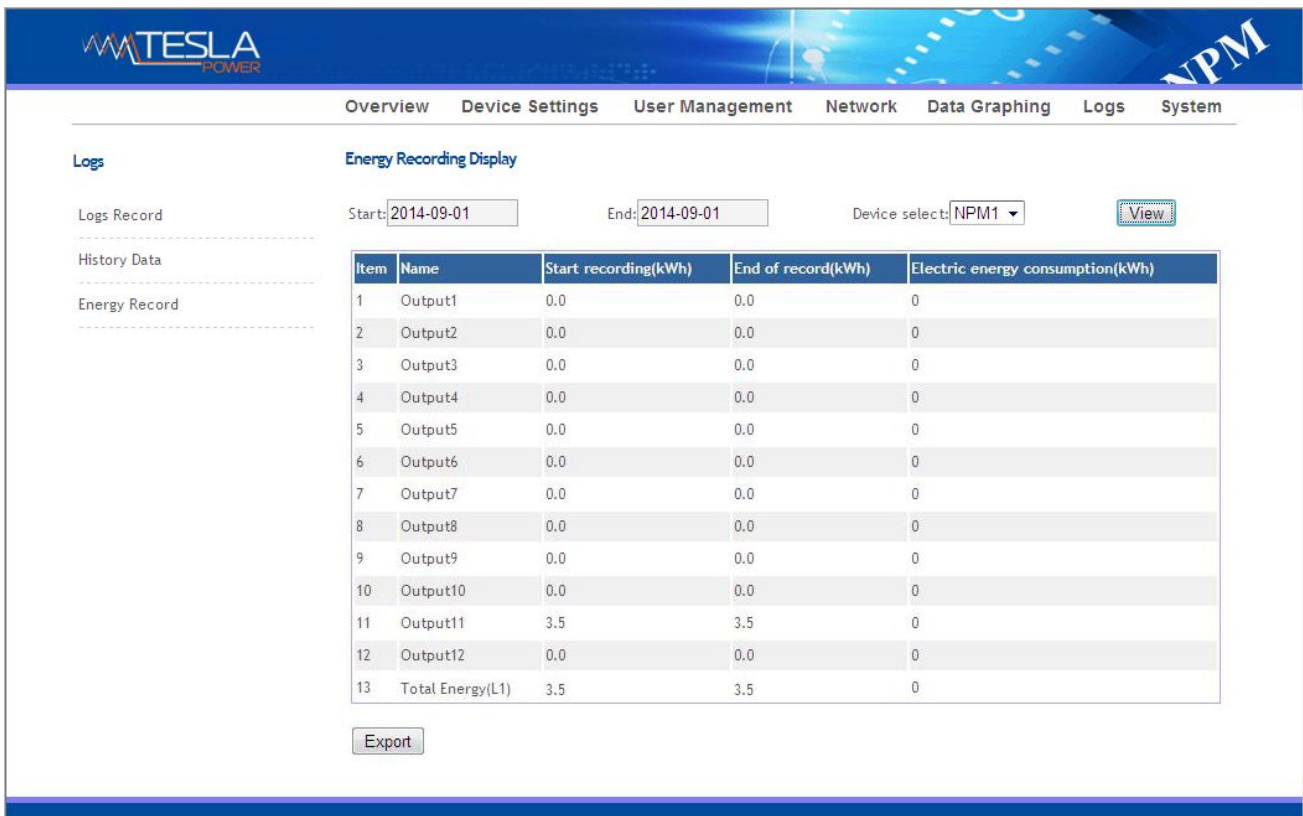 TESLA
POWER
NPM
Overview Device Settings User Management Network Data Graphing Logs System
Logs
Logs Record
History Data
Energy Record
Energy Recording Display
Start: 2014-09-01 End: 2014-09-01 Device select: NPM1 View
Item Name Start recording(kWh) End of record(kWh) Electric energy consumption(kWh)
1 Output1 0.0 0.0 0
2 Output2 0.0 0.0 0
3 Output3 0.0 0.0 0
4 Output4 0.0 0.0 0
5 Output5 0.0 0.0 0
6 Output6 0.0 0.0 0
7 Output7 0.0 0.0 0
8 Output8 0.0 0.0 0
9 Output9 0.0 0.0 0
10 Output10 0.0 0.0 0
11 Output11 3.5 3.5 0
12 Output12 0.0 0.0 0
13 Total Energy(L1) 3.5 3.5 0
Export